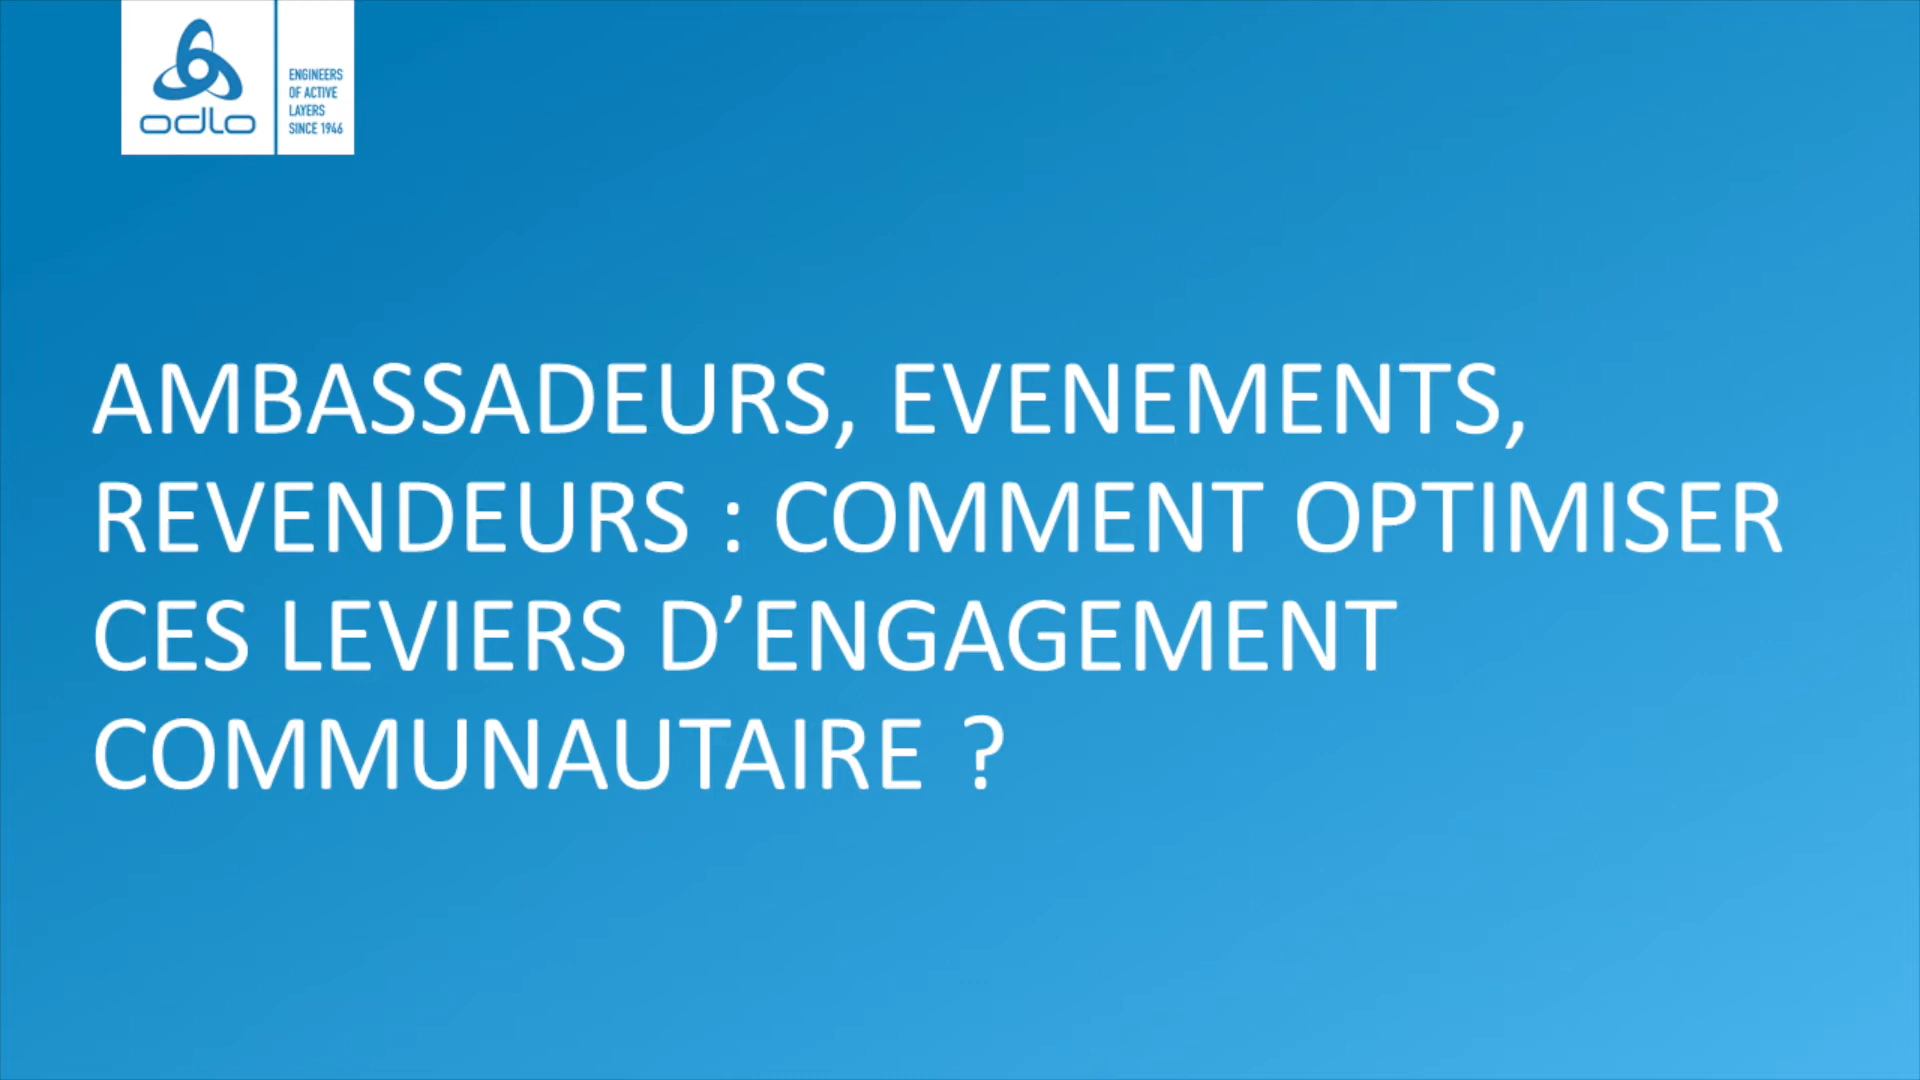 odlo
ENGINEERS
OF ACTIVE
LAYERS
SINCE 1946
AMBASSADEURS, EVENEMENTS,
REVENDEURS : COMMENT OPTIMISER
CES LEVIERS D’ENGAGEMENT
COMMUNAUTAIRE ?